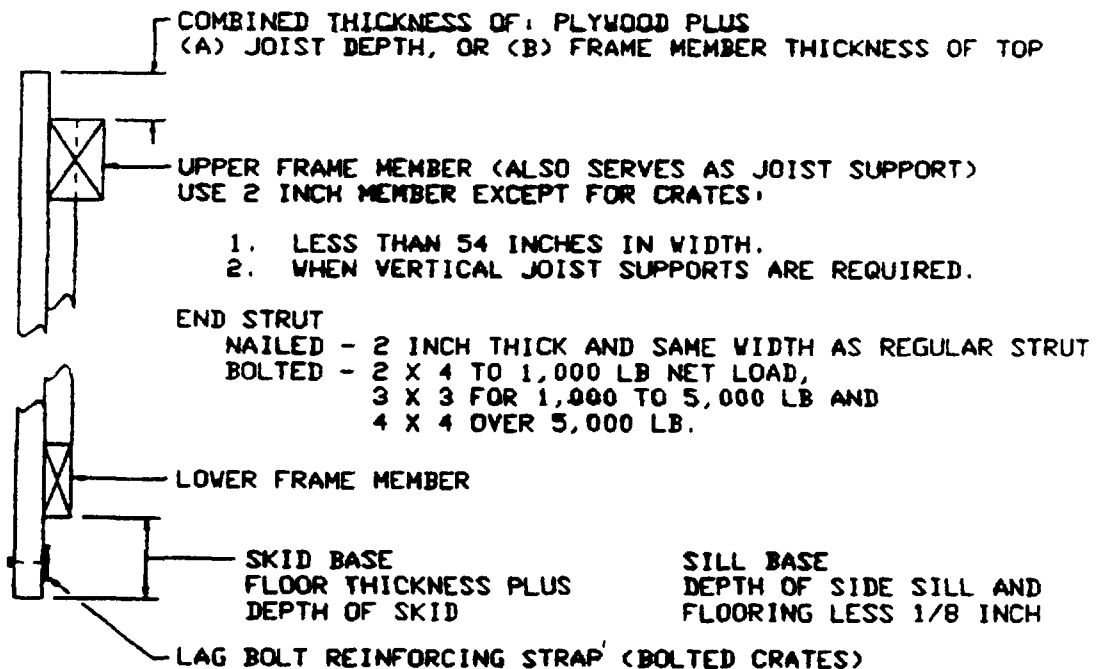 COMBINED THICKNESS OF: PLYWOOD PLUS
(A) JOIST DEPTH, OR (B) FRAME MEMBER THICKNESS OF TOP
UPPER FRAME MEMBER (ALSO SERVES AS JOIST SUPPORT)
USE 2 INCH MEMBER EXCEPT FOR CRATES:
1. LESS THAN 54 INCHES IN WIDTH.
2. WHEN VERTICAL JOIST SUPPORTS ARE REQUIRED.
END STRUT
NAILED - 2 INCH THICK AND SAME WIDTH AS REGULAR STRUT
BOLTED - 2 X 4 TO 1,000 LB NET LOAD,
3 X 3 FOR 1,000 TO 5,000 LB AND
4 X 4 OVER 5,000 LB.
LOWER FRAME MEMBER
SKID BASE
FLOOR THICKNESS PLUS
DEPTH OF SKID
SILL BASE
DEPTH OF SIDE SILL AND
FLOORING LESS 1/8 INCH
LAG BOLT REINFORCING STRAP (BOLTED CRATES)